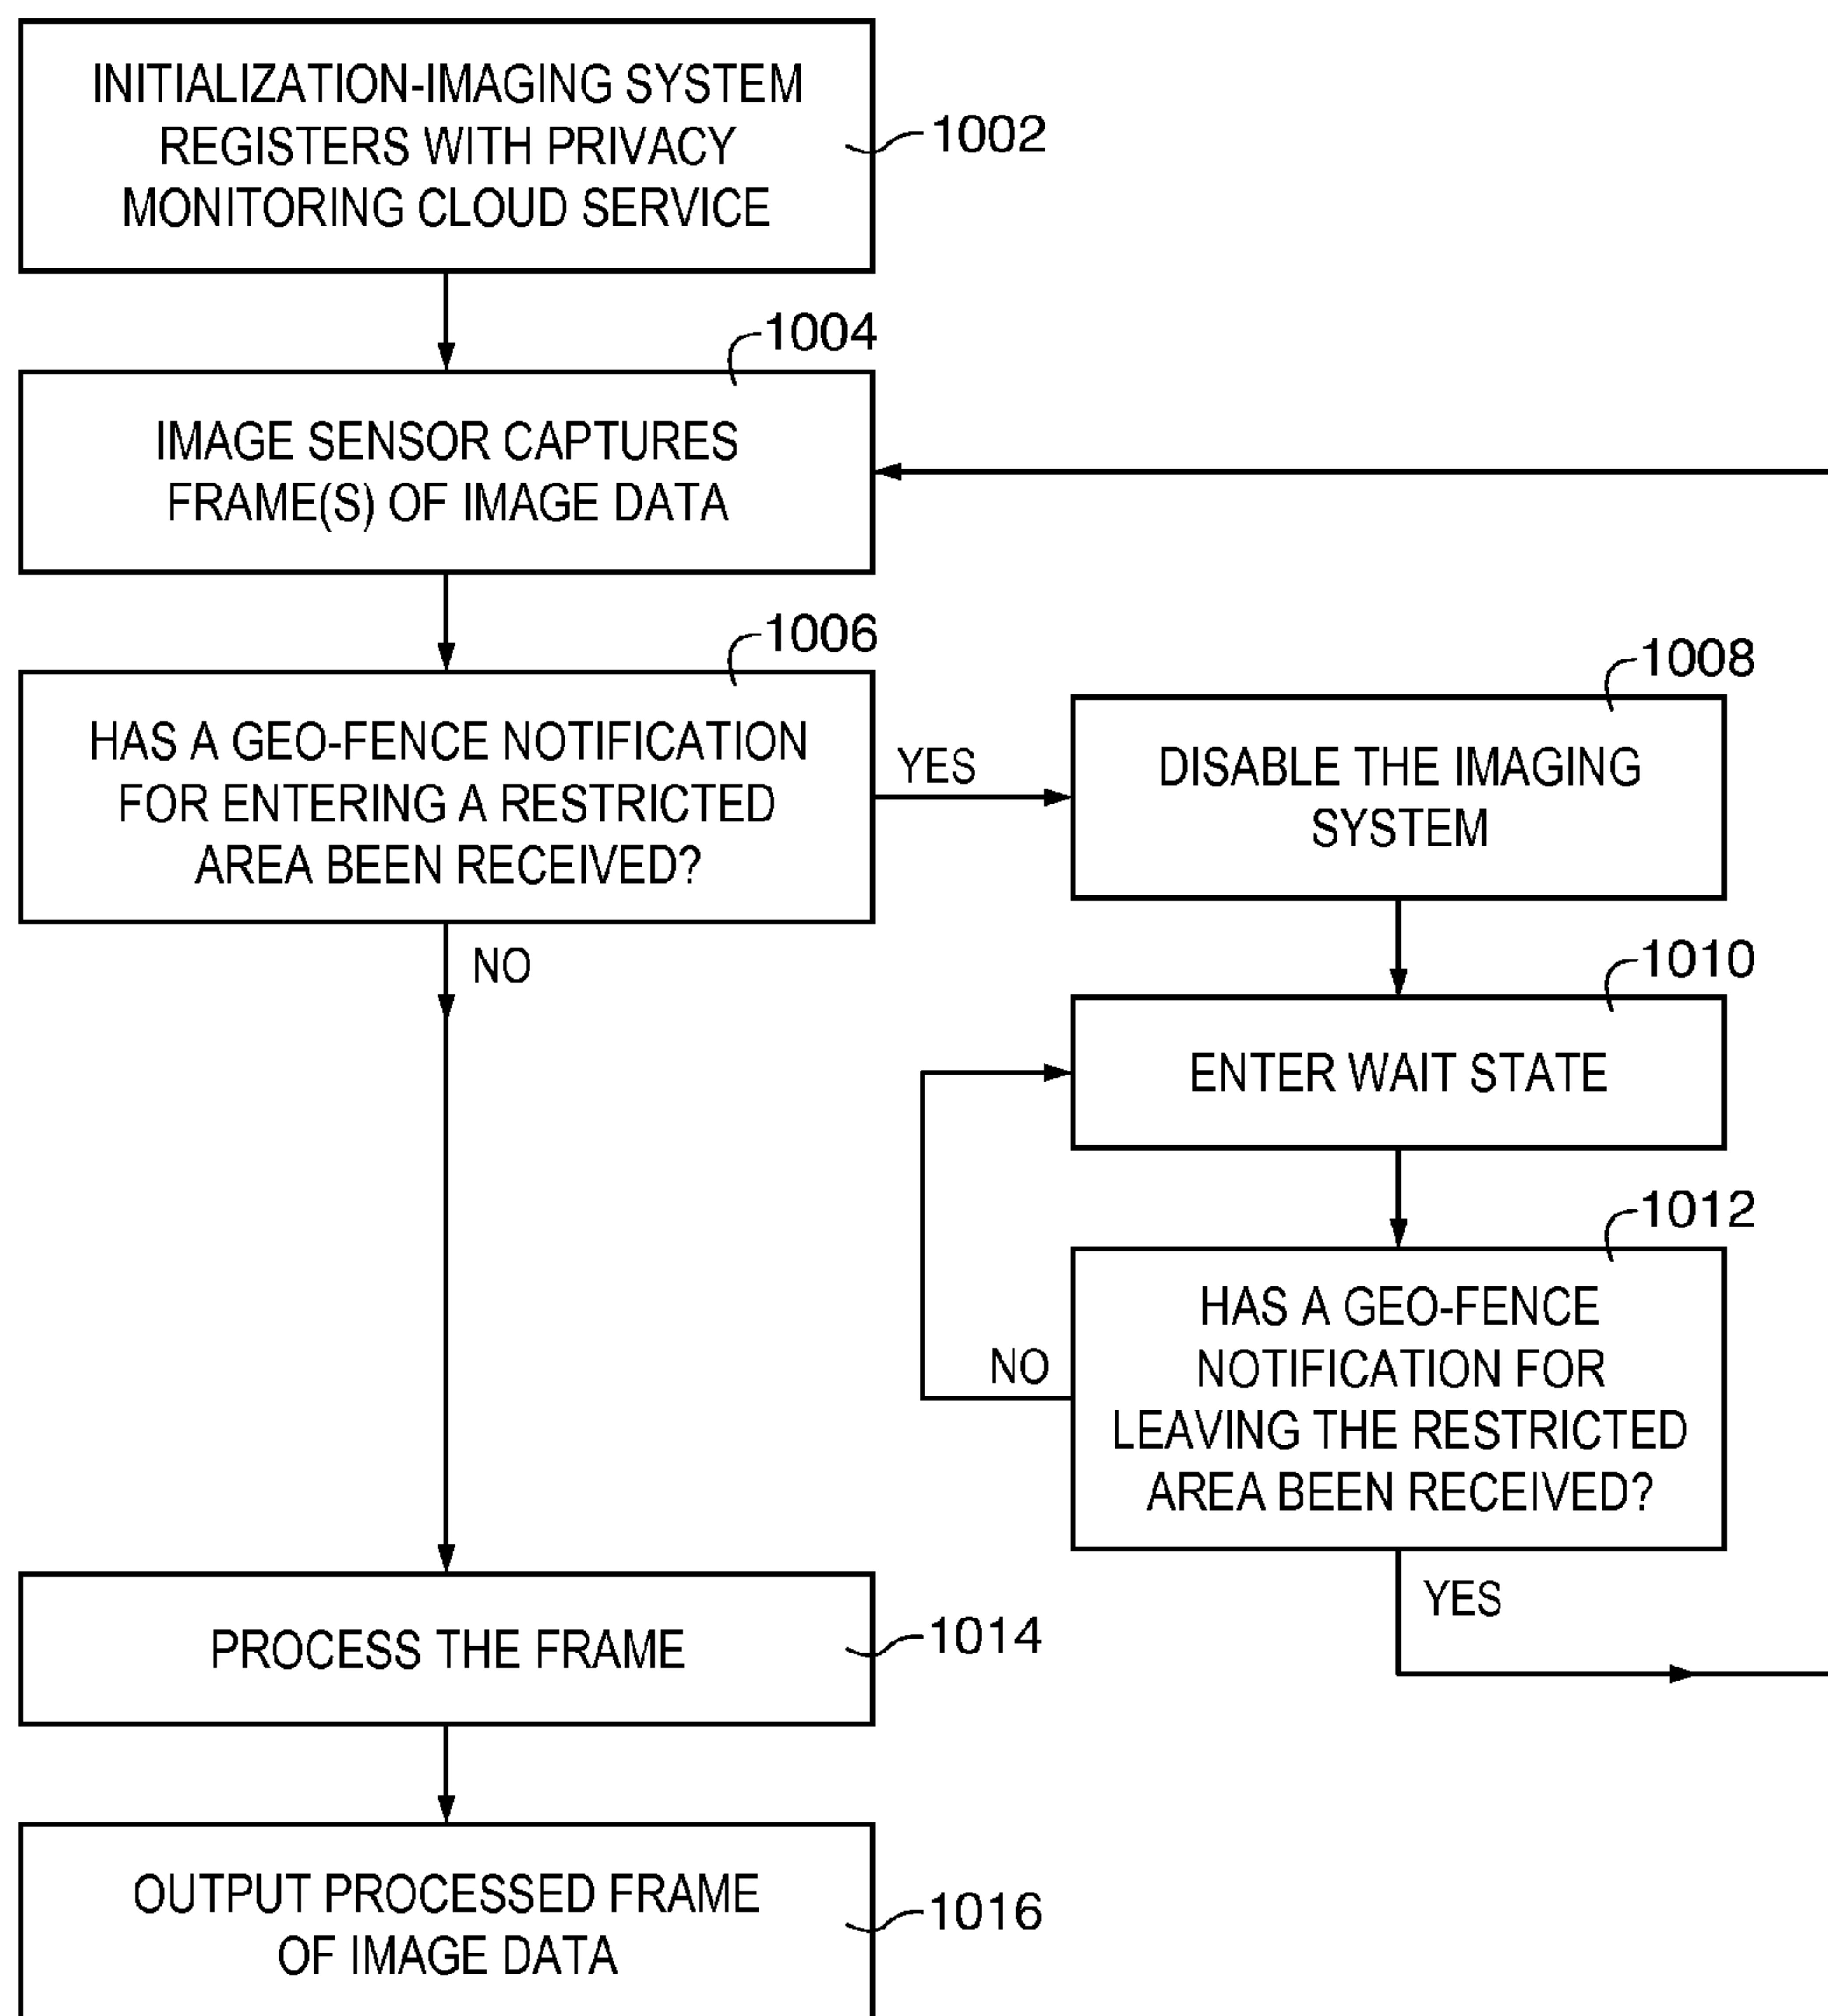 INITIALIZATION-IMAGING SYSTEM
REGISTERS WITH PRIVACY
MONITORING CLOUD SERVICE
1002
1004
IMAGE SENSOR CAPTURES
FRAME(S) OF IMAGE DATA
1006
HAS A GEO-FENCE NOTIFICATION
FOR ENTERING A RESTRICTED
AREA BEEN RECEIVED?
YES
NO
1008
DISABLE THE IMAGING
SYSTEM
1010
ENTER WAIT STATE
1012
HAS A GEO-FENCE
NOTIFICATION FOR
LEAVING THE RESTRICTED
AREA BEEN RECEIVED?
NO
YES
PROCESS THE FRAME
1014
OUTPUT PROCESSED FRAME
OF IMAGE DATA
1016